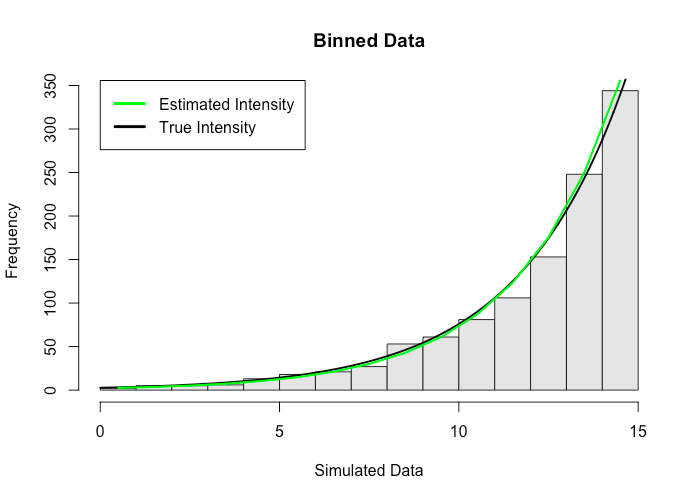 Binned Data
Estimated Intensity
True Intensity
Frequency
350
300
250
200
150
100
50
0
0 5 10 15
Simulated Data